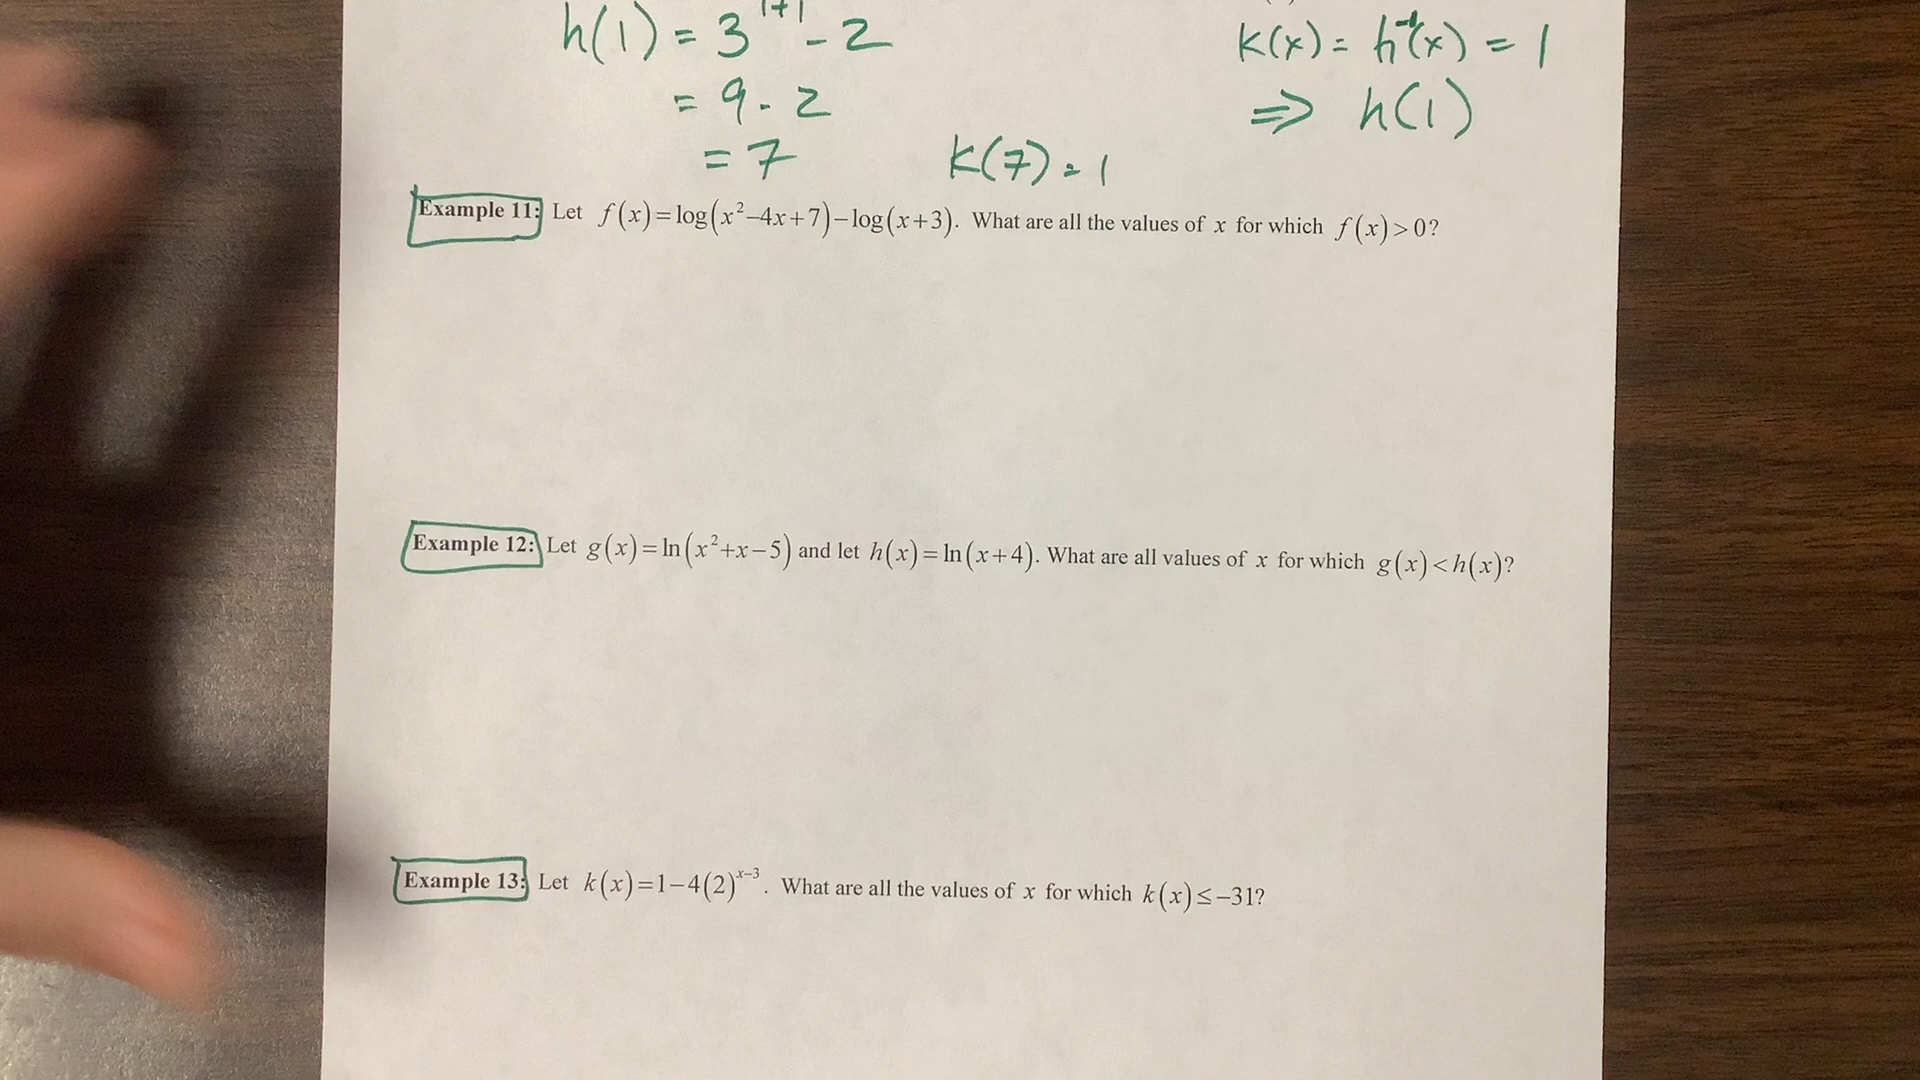 h(1) = 3^{1+1} - 2
k(x) = h^{-1}(x) = 1
= 9 - 2
⇒ h(1)
= 7
k(7) = 1
Example 11: Let f(x)=log(x²–4x+7)–log(x+3). What are all the values of x for which f(x)>0?
Example 12: Let g(x)=ln(x²+x–5) and let h(x)=ln(x+4). What are all values of x for which g(x)<h(x)?
Example 13: Let k(x)=1–4(2)^{x–3}. What are all the values of x for which k(x)≤–31?